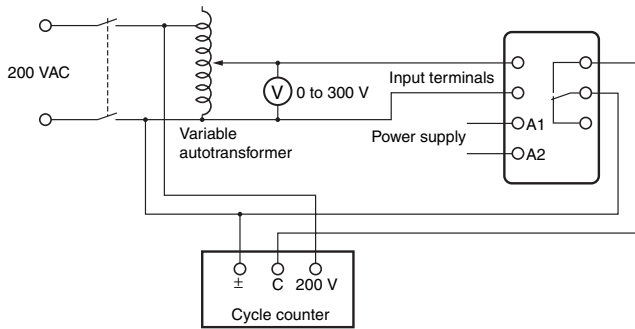 200 VAC
V
0 to 300 V
Variable
autotransformer
Input terminals
Power supply
A1
A2
± C 200 V
Cycle counter